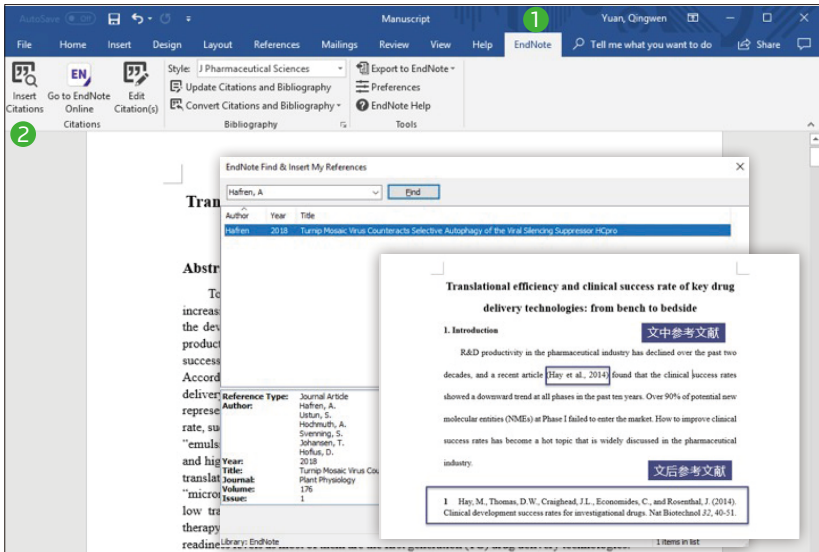 AutoSave Off Manuscript Yuan, Qingwen
1
File Home Insert Design Layout References Mailings Review View Help EndNote Tell me what you want to do Share
Insert Citations
Go to EndNote Online
Edit Citation(s)
Citations
Style: J Pharmaceutical Sciences
Update Citations and Bibliography
Convert Citations and Bibliography
Bibliography
Export to EndNote
Preferences
EndNote Help
Tools
2
Tran
Abstr
To
increas
the dev
product
success
Accord
deliver
represe
rate, su
"emuls
and hig
translat
"micro
low tra
therapy
EndNote Find & Insert My References
Hafren, A Find
Author Year Title
Hafren 2018 Turnip Mosaic Virus Counteracts Selective Autophagy of the Viral Silencing Suppressor HCpro
Reference Type: Journal Article
Author: Hafren, A.
Ustun, S.
Hochmuth, A.
Svenning, S.
Johansen, T.
Hofius, D.
Year: 2018
Title: Turnip Mosaic Virus Cou
Journal: Plant Physiology
Volume: 176
Issue: 1
Library: EndNote 1 items in list
Translational efficiency and clinical success rate of key drug
delivery technologies: from bench to bedside
1. Introduction
文中参考文献
R&D productivity in the pharmaceutical industry has declined over the past two
decades, and a recent article (Hay et al., 2014) found that the clinical success rates
showed a downward trend at all phases in the past ten years. Over 90% of potential new
molecular entities (NMEs) at Phase I failed to enter the market. How to improve clinical
success rates has become a hot topic that is widely discussed in the pharmaceutical
industry.
文后参考文献
1 Hay, M., Thomas, D.W., Craighead, J.L., Economides, C., and Rosenthal, J. (2014).
Clinical development success rates for investigational drugs. Nat Biotechnol 32, 40-51.